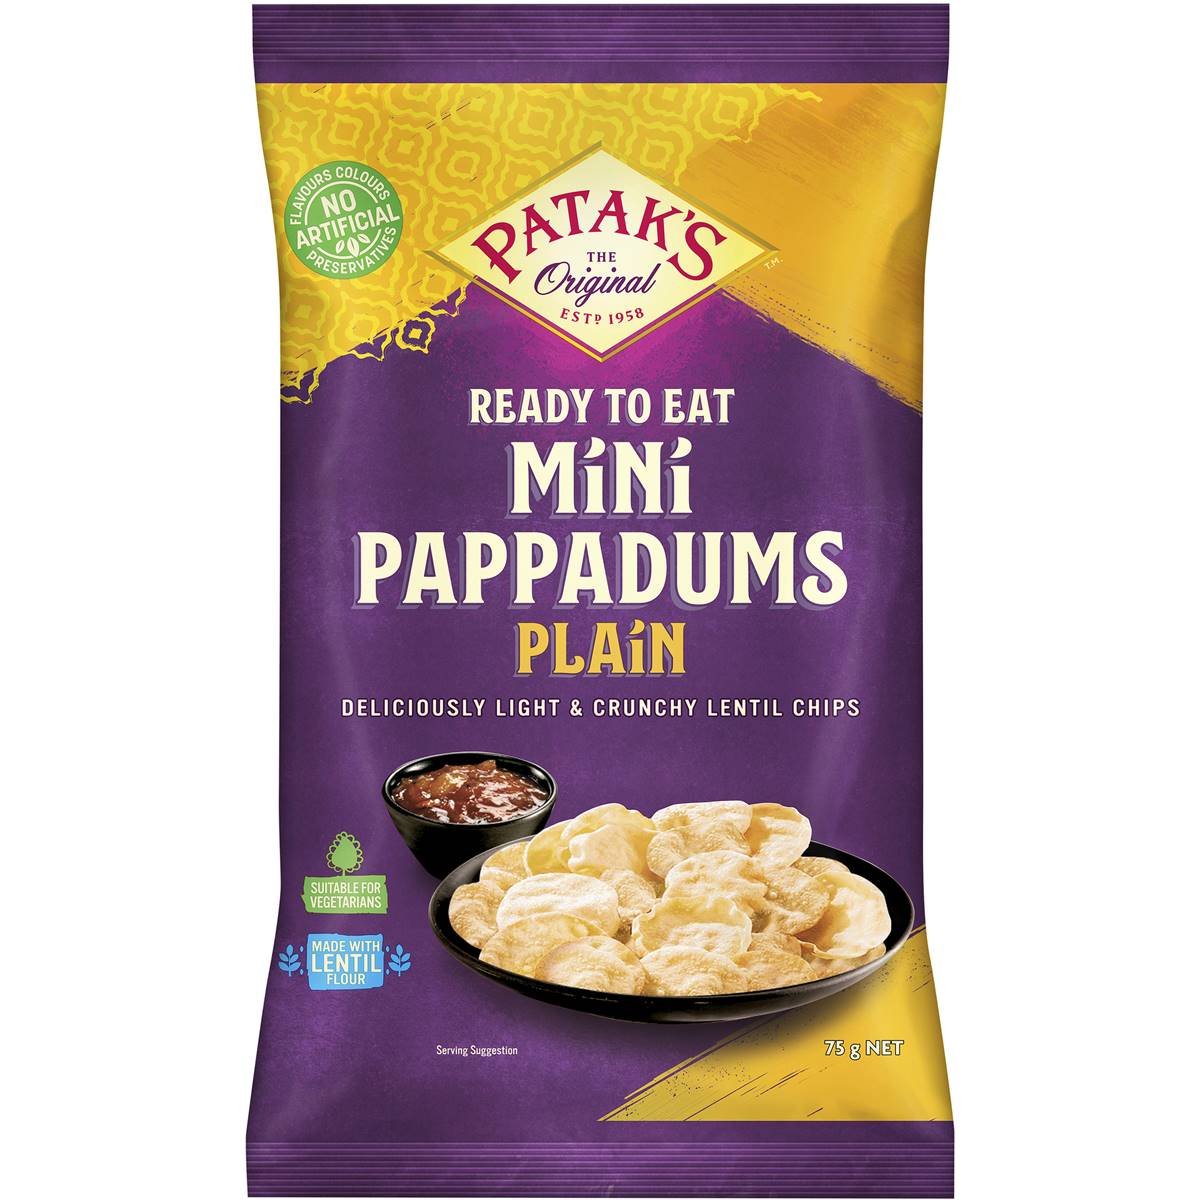 FLAVOURS COLOURS
NO
ARTIFICIAL
PRESERVATIVES
PATAK'S
THE
Original
ESTD 1958
T.M.
READY TO EAT
MiNi
PAPPADUMS
PLAiN
DELICIOUSLY LIGHT & CRUNCHY LENTIL CHIPS
SUITABLE FOR
VEGETARIANS
MADE WITH
LENTIL
FLOUR
Serving Suggestion
75 g NET